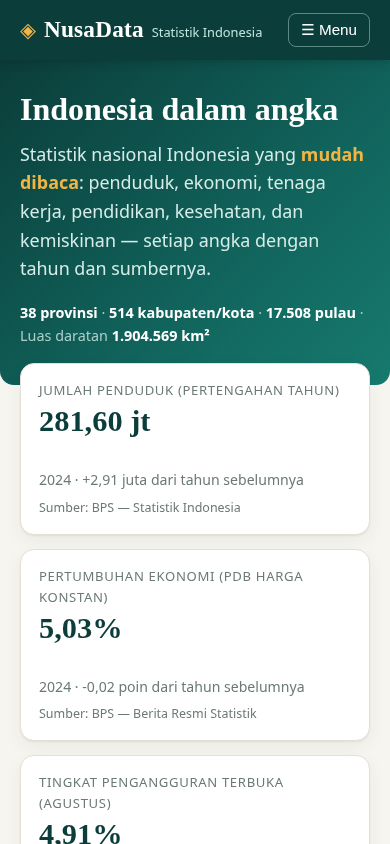 ◈ NusaData Statistik Indonesia ☰ Menu
Indonesia dalam angka
Statistik nasional Indonesia yang mudah
dibaca: penduduk, ekonomi, tenaga
kerja, pendidikan, kesehatan, dan
kemiskinan — setiap angka dengan
tahun dan sumbernya.
38 provinsi · 514 kabupaten/kota · 17.508 pulau ·
Luas daratan 1.904.569 km²
JUMLAH PENDUDUK (PERTENGAHAN TAHUN)
281,60 jt
2024 · +2,91 juta dari tahun sebelumnya
Sumber: BPS — Statistik Indonesia
PERTUMBUHAN EKONOMI (PDB HARGA
KONSTAN)
5,03%
2024 · -0,02 poin dari tahun sebelumnya
Sumber: BPS — Berita Resmi Statistik
TINGKAT PENGANGGURAN TERBUKA
(AGUSTUS)
4,91%